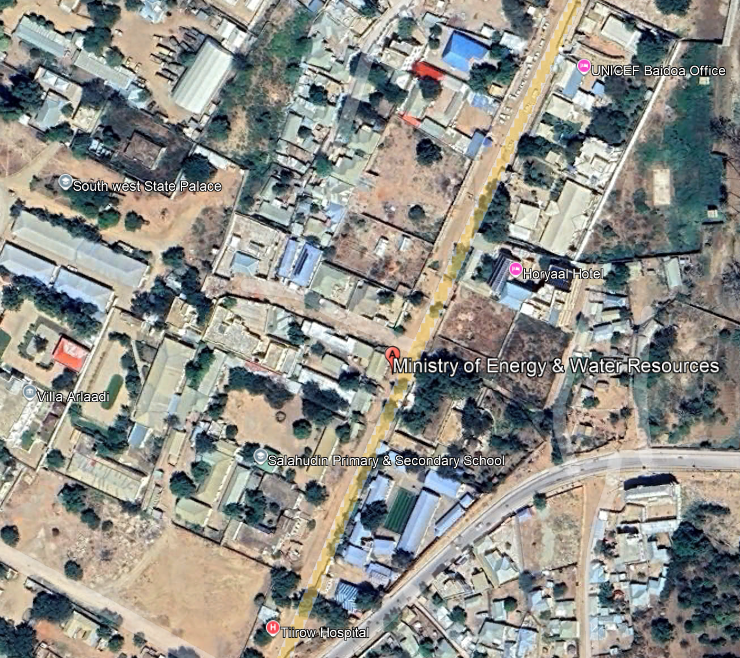 UNICEF Baidoa Office
South west State Palace
Horyaal Hotel
A
Ministry of Energy & Water Resources
Villa Arlaadi
Salahudin Primary & Secondary School
H
Tiirow Hospital